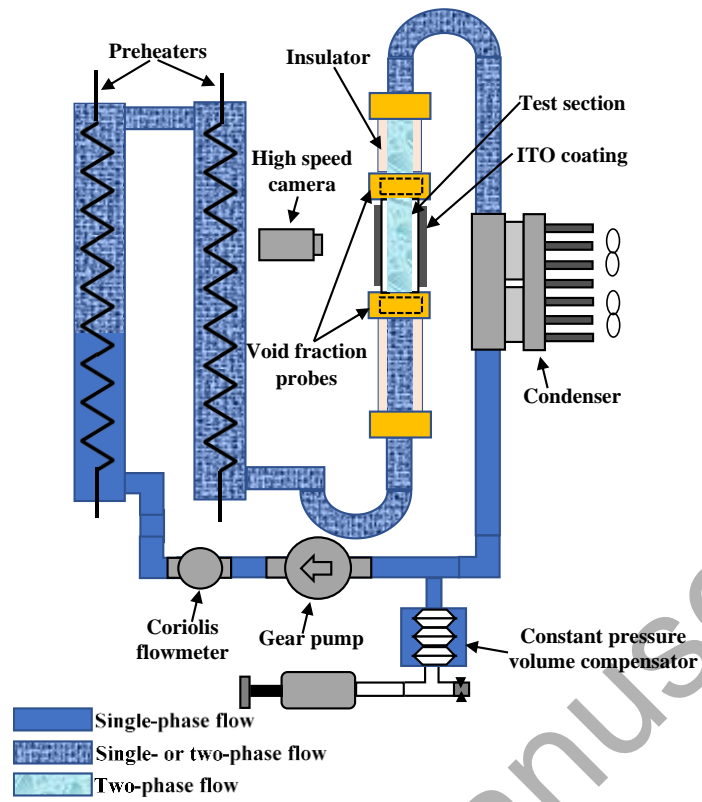 Preheaters
Insulator
Test section
ITO coating
High speed
camera
Void fraction
probes
Condenser
Coriolis
flowmeter
Gear pump
Constant pressure
volume compensator
Single-phase flow
Single- or two-phase flow
Two-phase flow
nus